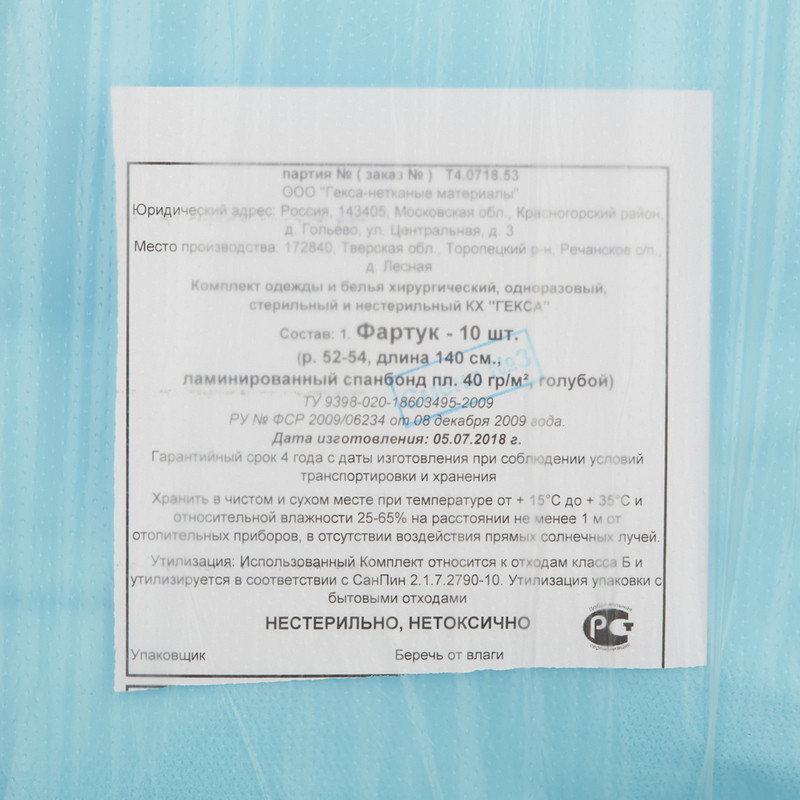 партия № ( заказ № ) Т4.0718.53
ООО "Гекса-нетканые материалы"
Юридический адрес: Россия, 143405, Московская обл., Красногорский район,
д. Гольево, ул. Центральная, д. 3
Место производства: 172840, Тверская обл., Торопецкий р-н, Речанское с/п.,
д. Лесная
Комплект одежды и белья хирургический, одноразовый,
стерильный и нестерильный КХ "ГЕКСА"
Состав: 1. Фартук - 10 шт.
(р. 52-54, длина 140 см.,
ламинированный спанбонд пл. 40 гр/м², голубой)
ТУ 9398-020-18603495-2009
РУ № ФСР 2009/06234 от 08 декабря 2009 года.
Дата изготовления: 05.07.2018 г.
Гарантийный срок 4 года с даты изготовления при соблюдении условий
транспортировки и хранения
Хранить в чистом и сухом месте при температуре от + 15°С до + 35°С и
относительной влажности 25-65% на расстоянии не менее 1 м от
отопительных приборов, в отсутствии воздействия прямых солнечных лучей.
Утилизация: Использованный Комплект относится к отходам класса Б и
утилизируется в соответствии с СанПин 2.1.7.2790-10. Утилизация упаковки с
бытовыми отходами
НЕСТЕРИЛЬНО, НЕТОКСИЧНО
Добровольная
РСТ
сертификация
Упаковщик Беречь от влаги